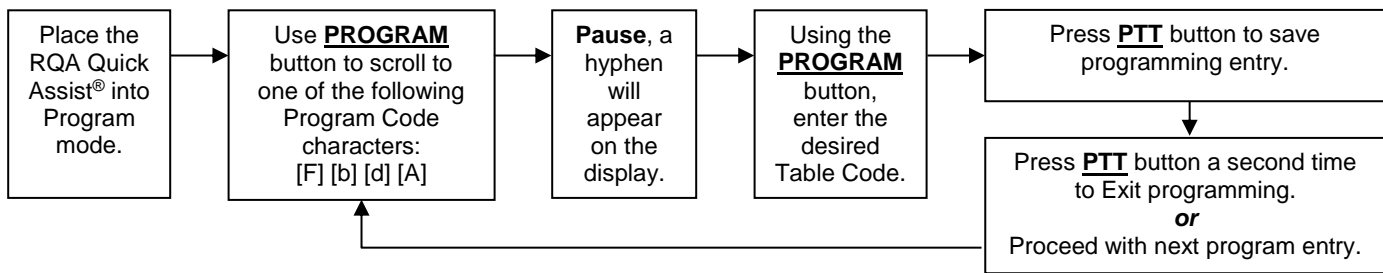 Place the
RQA Quick
Assist® into
Program
mode.
Use PROGRAM
button to scroll to
one of the following
Program Code
characters:
[F] [b] [d] [A]
Pause, a
hyphen
will
appear
on the
display.
Using the
PROGRAM
button,
enter the
desired
Table Code.
Press PTT button to save
programming entry.
Press PTT button a second time
to Exit programming.
or
Proceed with next program entry.